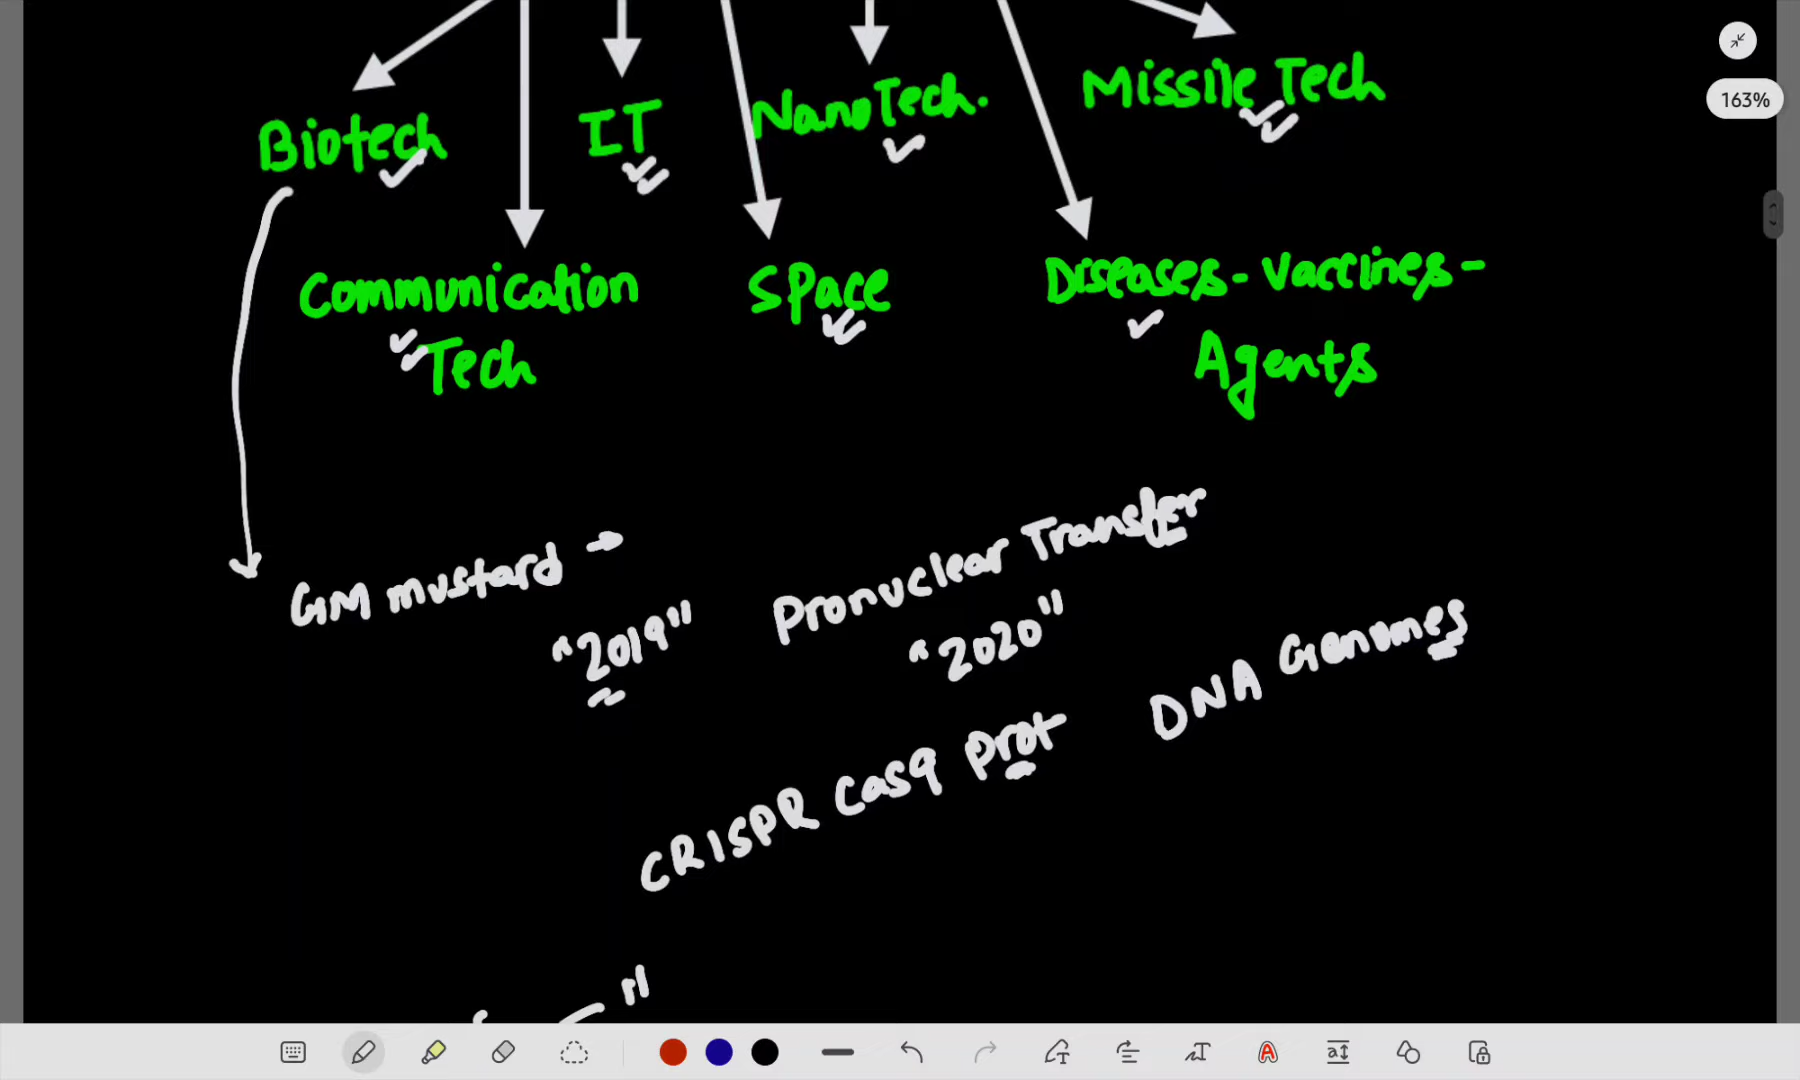 163%
Missile Tech
NanoTech.
IT
Biotech
Communication
Tech
Space
Diseases - Vaccines -
Agents
GM mustard →
"2019"
Pronuclear Transfer
"2020"
DNA Genomes
CRISPR Cas9 prot